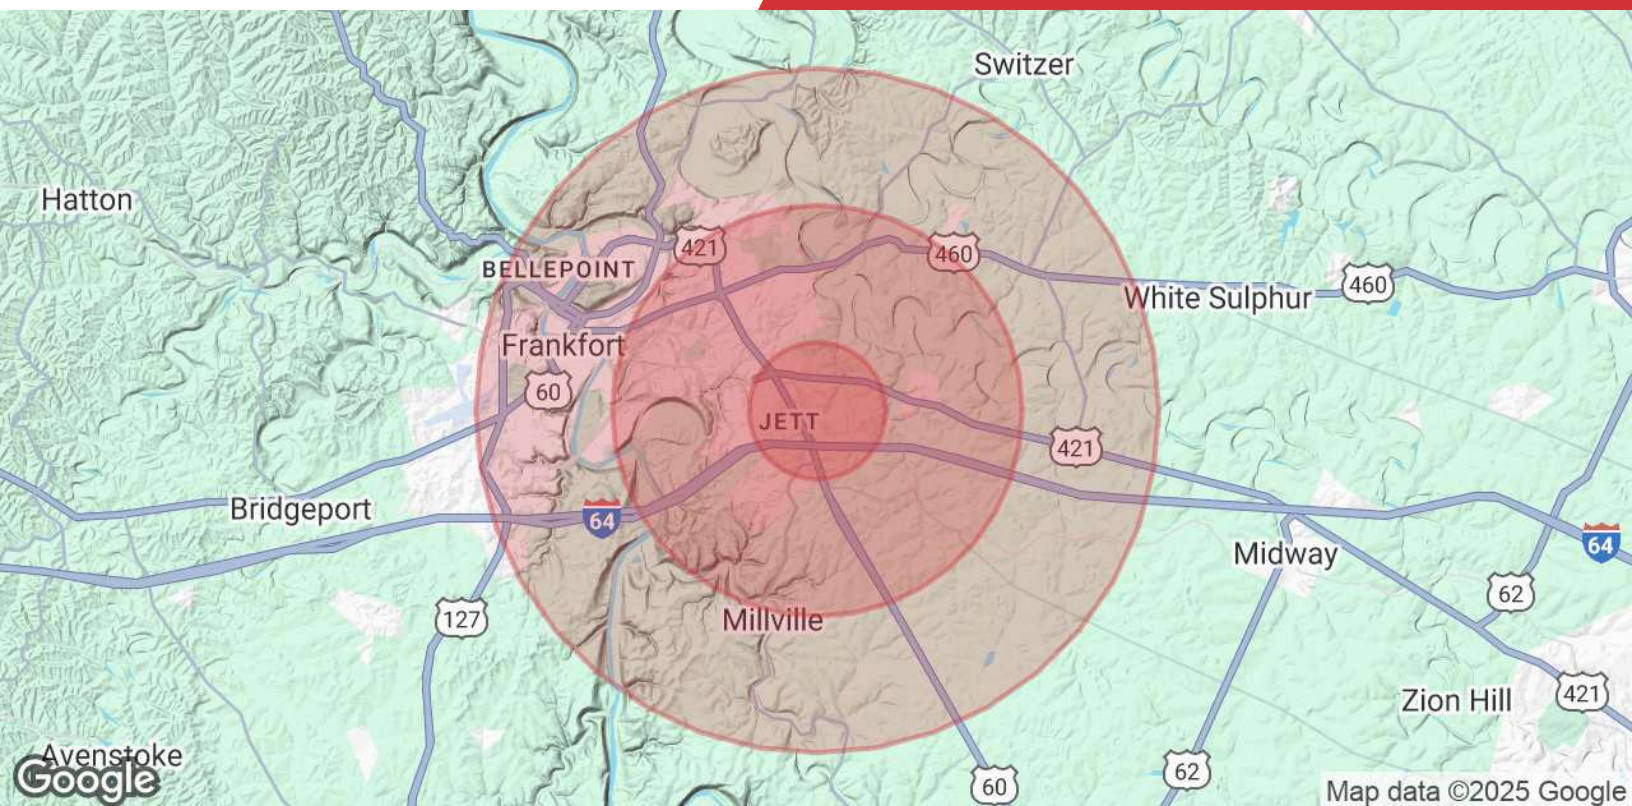 Switzer
Hatton
421
460
BELLEPOINT
460
White Sulphur
Frankfort
60
JETT
421
Bridgeport
64
64
Midway
62
127
Millville
Zion Hill
421
Avenstoke
Google
62
60
Map data ©2025 Google